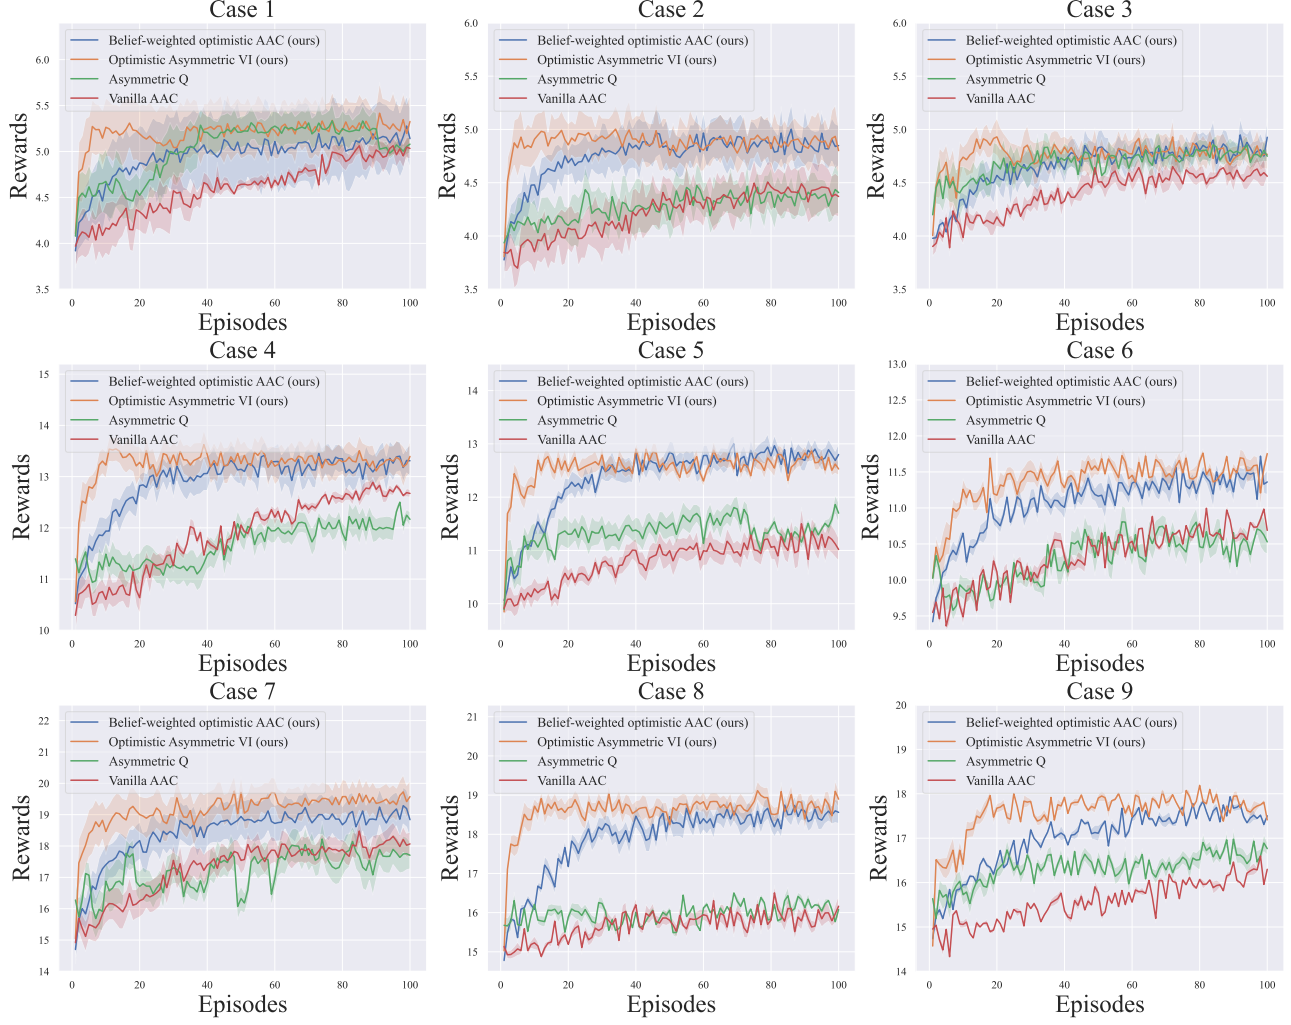 Case 1
Case 2
Case 3
Belief-weighted optimistic AAC (ours)
Optimistic Asymmetric VI (ours)
Asymmetric Q
Vanilla AAC
Rewards
6.0
5.5
5.0
4.5
4.0
3.5
0 20 40 60 80 100
Episodes
Belief-weighted optimistic AAC (ours)
Optimistic Asymmetric VI (ours)
Asymmetric Q
Vanilla AAC
Rewards
6.0
5.5
5.0
4.5
4.0
3.5
0 20 40 60 80 100
Episodes
Belief-weighted optimistic AAC (ours)
Optimistic Asymmetric VI (ours)
Asymmetric Q
Vanilla AAC
Rewards
6.0
5.5
5.0
4.5
4.0
3.5
0 20 40 60 80 100
Episodes
Case 4
Case 5
Case 6
Belief-weighted optimistic AAC (ours)
Optimistic Asymmetric VI (ours)
Asymmetric Q
Vanilla AAC
Rewards
15
14
13
12
11
10
0 20 40 60 80 100
Episodes
Belief-weighted optimistic AAC (ours)
Optimistic Asymmetric VI (ours)
Asymmetric Q
Vanilla AAC
Rewards
14
13
12
11
10
0 20 40 60 80 100
Episodes
Belief-weighted optimistic AAC (ours)
Optimistic Asymmetric VI (ours)
Asymmetric Q
Vanilla AAC
Rewards
13.0
12.5
12.0
11.5
11.0
10.5
10.0
9.5
0 20 40 60 80 100
Episodes
Case 7
Case 8
Case 9
Belief-weighted optimistic AAC (ours)
Optimistic Asymmetric VI (ours)
Asymmetric Q
Vanilla AAC
Rewards
22
21
20
19
18
17
16
15
14
0 20 40 60 80 100
Episodes
Belief-weighted optimistic AAC (ours)
Optimistic Asymmetric VI (ours)
Asymmetric Q
Vanilla AAC
Rewards
21
20
19
18
17
16
15
0 20 40 60 80 100
Episodes
Belief-weighted optimistic AAC (ours)
Optimistic Asymmetric VI (ours)
Asymmetric Q
Vanilla AAC
Rewards
20
19
18
17
16
15
14
0 20 40 60 80 100
Episodes